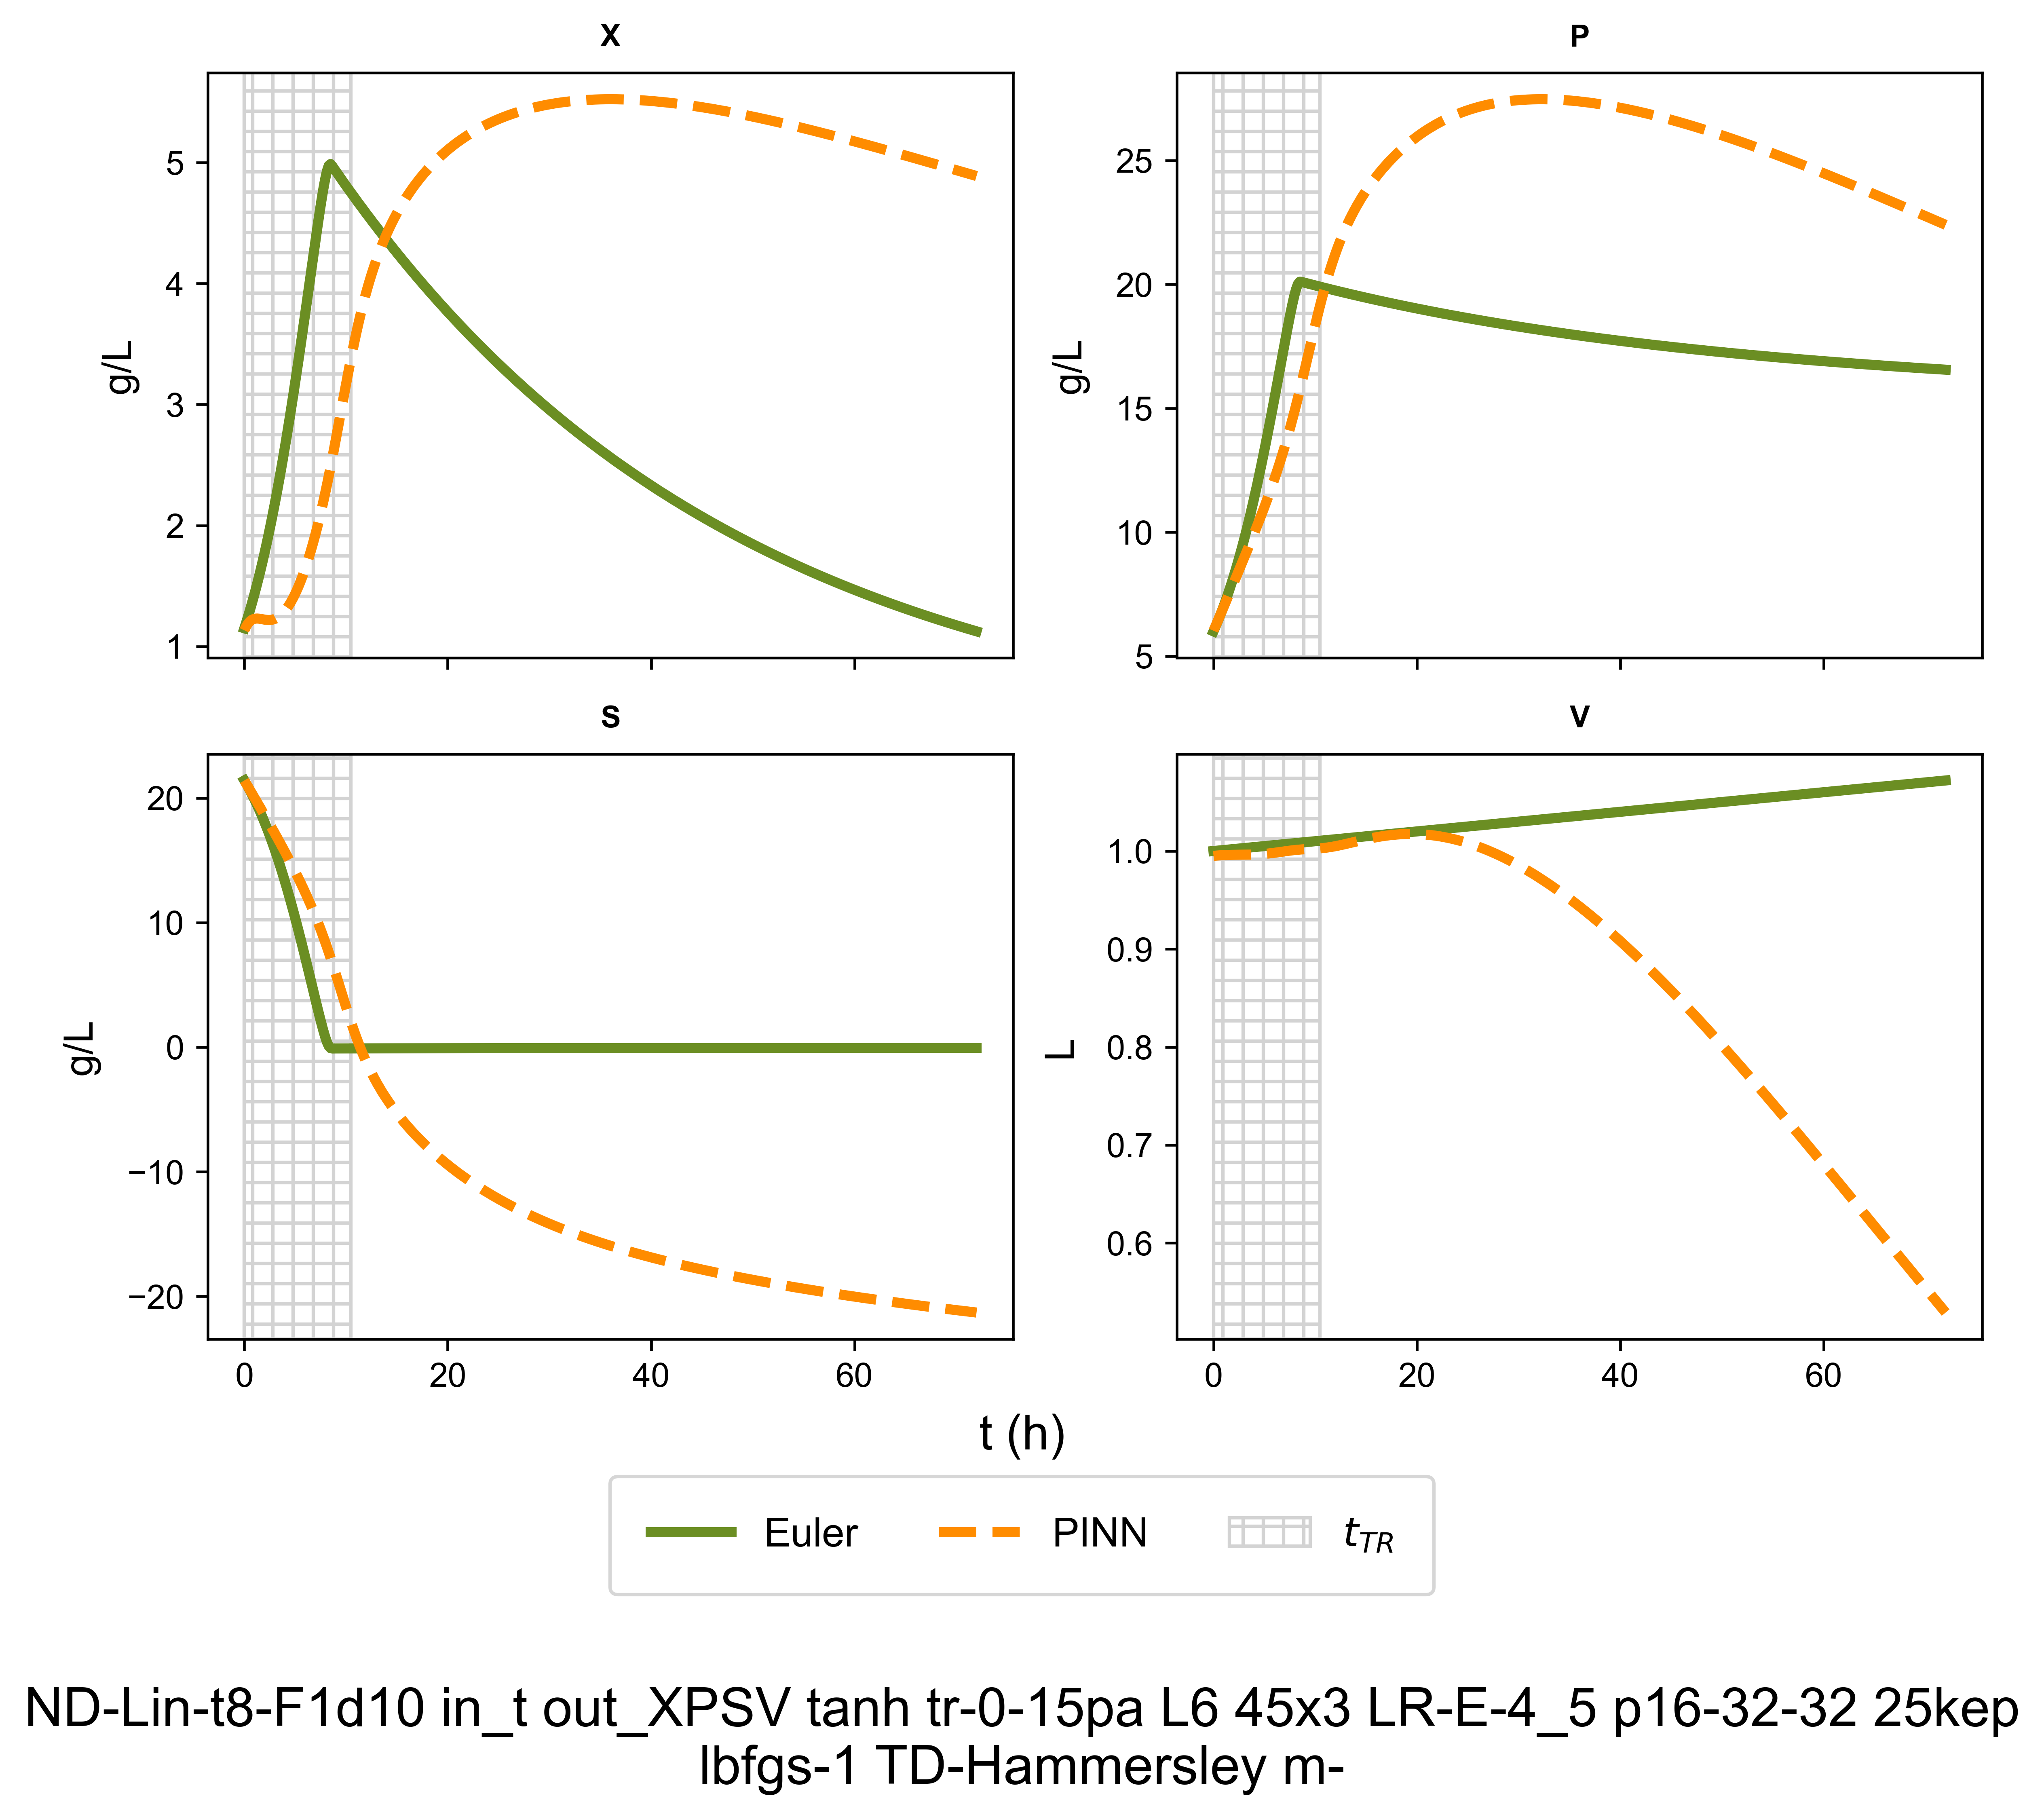 X
P
5
4
3
2
1
g/L
25
20
15
10
5
g/L
S
V
20
10
0
−10
−20
g/L
0
20
40
60
1.0
0.9
0.8
0.7
0.6
L
0
20
40
60
t (h)
Euler PINN tTR
ND-Lin-t8-F1d10 in_t out_XPSV tanh tr-0-15pa L6 45x3 LR-E-4_5 p16-32-32 25kep
lbfgs-1 TD-Hammersley m-